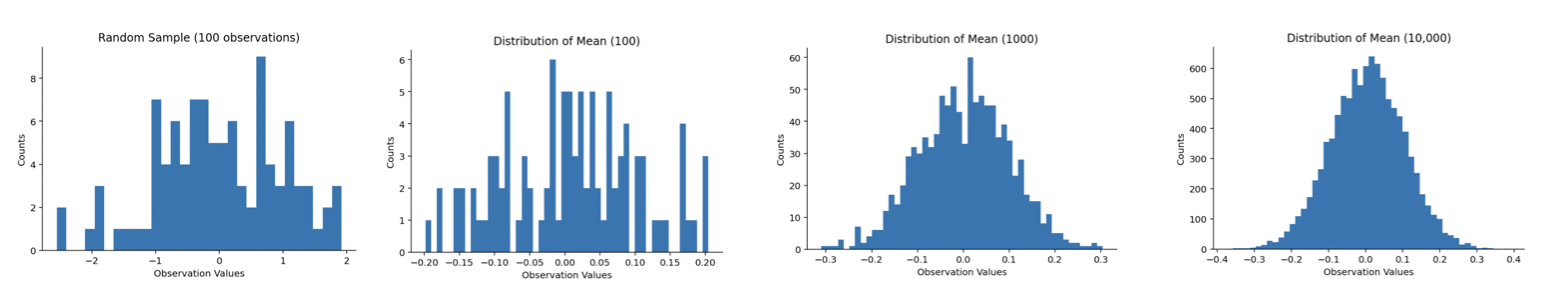 Random Sample (100 observations)
Counts
8
6
4
2
0
−2 −1 0 1 2
Observation Values
Distribution of Mean (100)
Counts
6
5
4
3
2
1
0
−0.20 −0.15 −0.10 −0.05 0.00 0.05 0.10 0.15 0.20
Observation Values
Distribution of Mean (1000)
Counts
60
50
40
30
20
10
0
−0.3 −0.2 −0.1 0.0 0.1 0.2 0.3
Observation Values
Distribution of Mean (10,000)
Counts
600
500
400
300
200
100
0
−0.4 −0.3 −0.2 −0.1 0.0 0.1 0.2 0.3 0.4
Observation Values